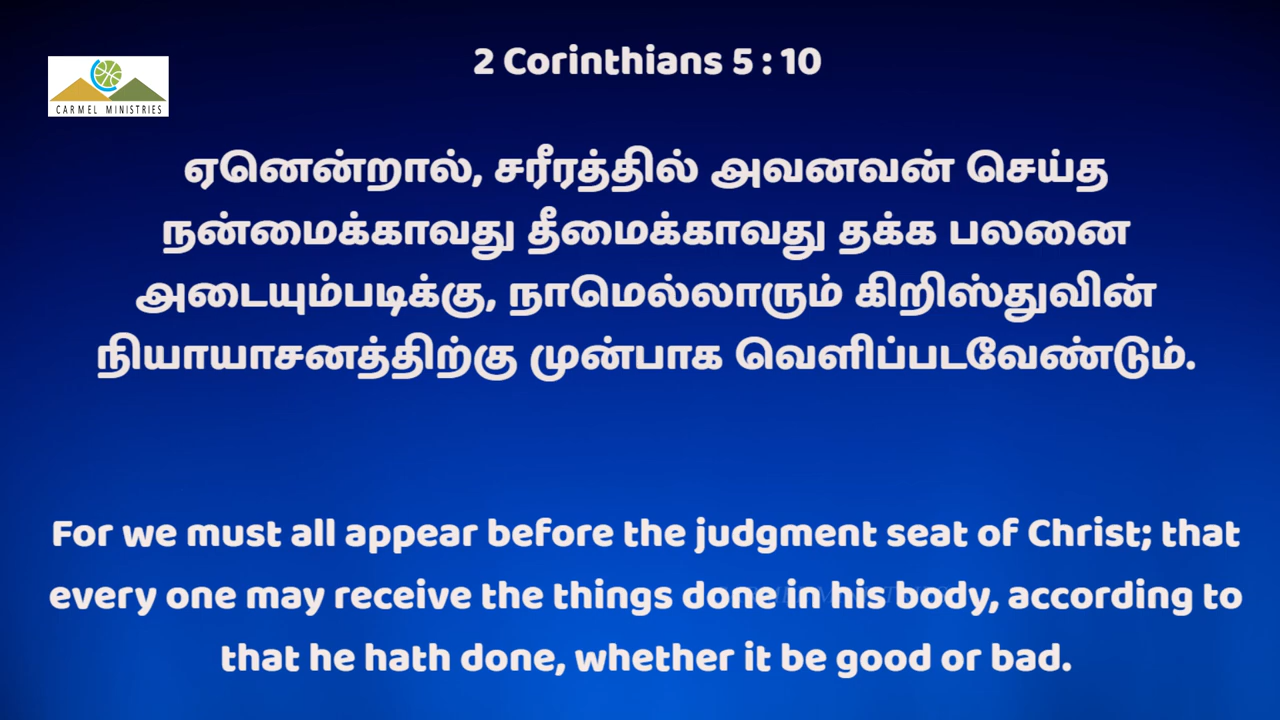 2 Corinthians 5 : 10
CARMEL MINISTRIES
ஏனென்றால், சரீரத்தில் அவனவன் செய்த
நன்மைக்காவது தீமைக்காவது தக்க பலனை
அடையும்படிக்கு, நாமெல்லாரும் கிறிஸ்துவின்
நியாயாசனத்திற்கு முன்பாக வெளிப்படவேண்டும்.
For we must all appear before the judgment seat of Christ; that
every one may receive the things done in his body, according to
that he hath done, whether it be good or bad.